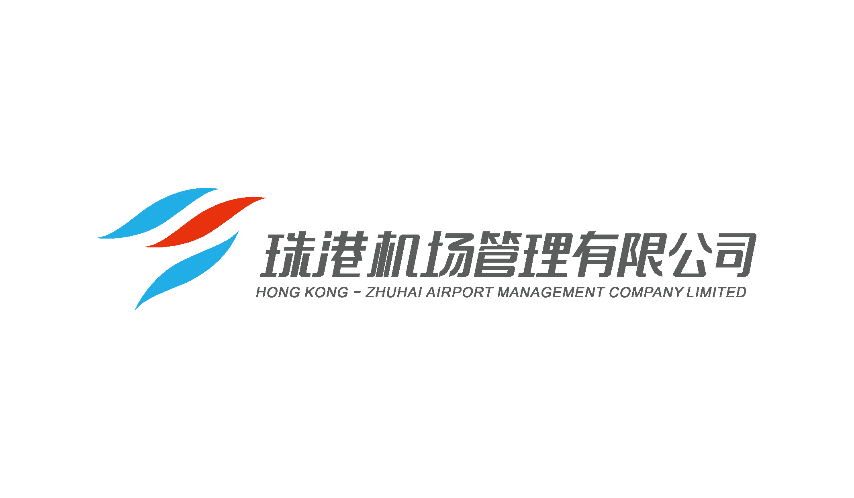 珠港机场管理有限公司
HONG KONG - ZHUHAI AIRPORT MANAGEMENT COMPANY LIMITED